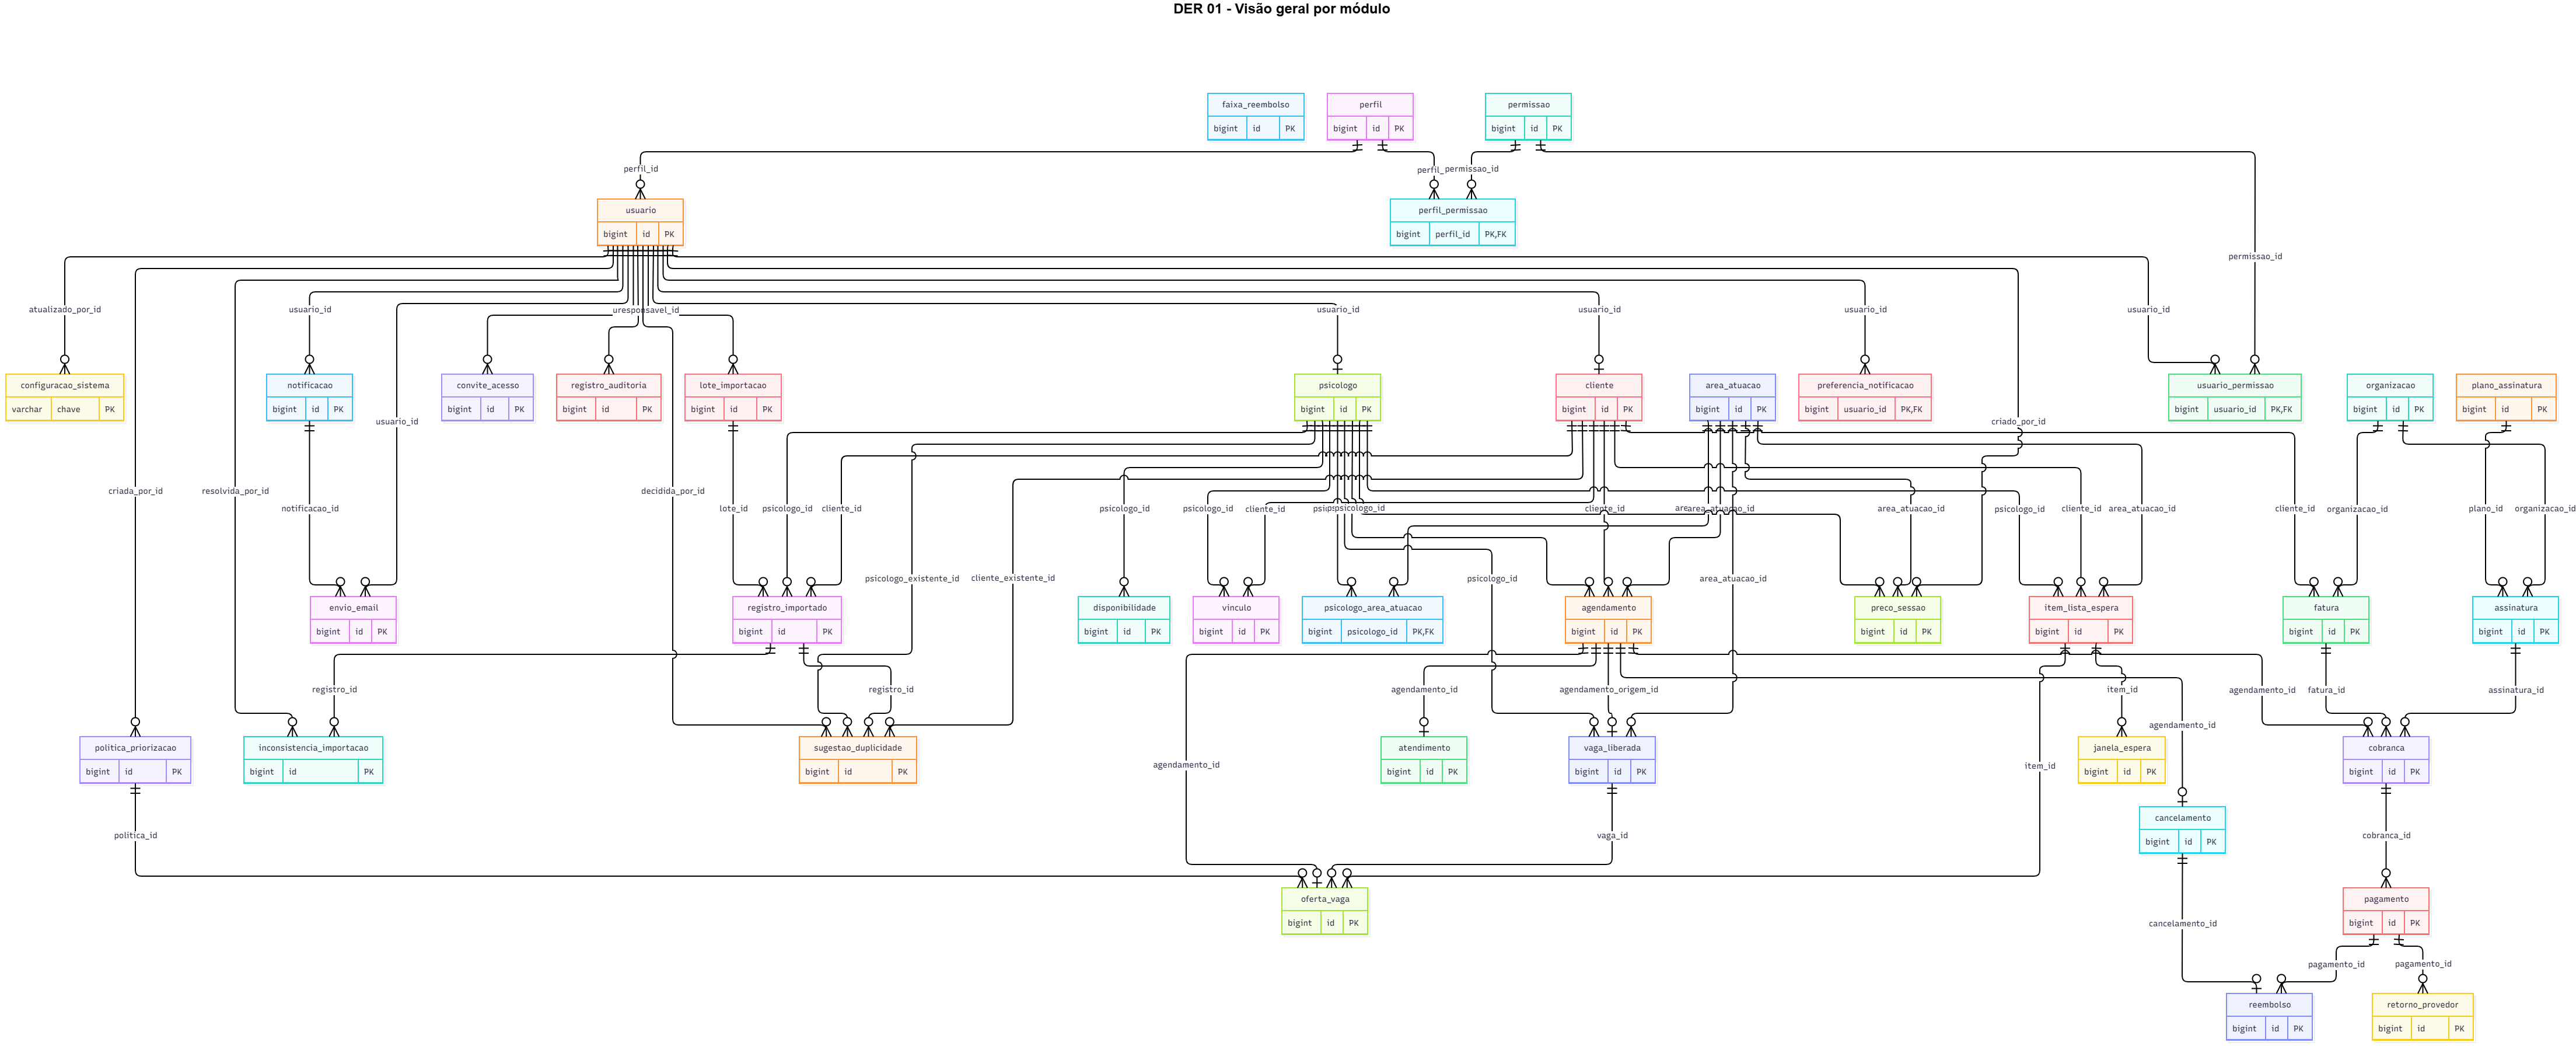 DER 01 - Visão geral por módulo
faixa_reembolso
bigint id PK
perfil
bigint id PK
permissao
bigint id PK
perfil_id
perfil_
permissao_id
usuario
bigint id PK
perfil_permissao
bigint perfil_id PK,FK
permissao_id
atualizado_por_id
usuario_id
responsavel_id
usuario_id
usuario_id
usuario_id
usuario_id
configuracao_sistema
varchar chave PK
notificacao
bigint id PK
convite_acesso
bigint id PK
registro_auditoria
bigint id PK
lote_importacao
bigint id PK
psicologo
bigint id PK
cliente
bigint id PK
area_atuacao
bigint id PK
preferencia_notificacao
bigint usuario_id PK,FK
usuario_permissao
bigint usuario_id PK,FK
organizacao
bigint id PK
plano_assinatura
bigint id PK
usuario_id
criado_por_id
criada_por_id
resolvida_por_id
decidida_por_id
notificacao_id
lote_id
psicologo_id
cliente_id
psicologo_id
psicologo_id
cliente_id
psicologo_id
cliente_id
area_atuacao_id
area_atuacao_id
psicologo_id
cliente_id
area_atuacao_id
cliente_id
organizacao_id
plano_id
organizacao_id
psicologo_existente_id
cliente_existente_id
psicologo_id
area_atuacao_id
envio_email
bigint id PK
registro_importado
bigint id PK
disponibilidade
bigint id PK
vinculo
bigint id PK
psicologo_area_atuacao
bigint psicologo_id PK,FK
agendamento
bigint id PK
preco_sessao
bigint id PK
item_lista_espera
bigint id PK
fatura
bigint id PK
assinatura
bigint id PK
registro_id
registro_id
agendamento_id
agendamento_origem_id
item_id
agendamento_id
fatura_id
assinatura_id
agendamento_id
politica_priorizacao
bigint id PK
inconsistencia_importacao
bigint id PK
sugestao_duplicidade
bigint id PK
agendamento_id
atendimento
bigint id PK
vaga_liberada
bigint id PK
item_id
janela_espera
bigint id PK
cobranca
bigint id PK
cancelamento
bigint id PK
politica_id
vaga_id
cobranca_id
oferta_vaga
bigint id PK
pagamento
bigint id PK
cancelamento_id
pagamento_id
pagamento_id
reembolso
bigint id PK
retorno_provedor
bigint id PK